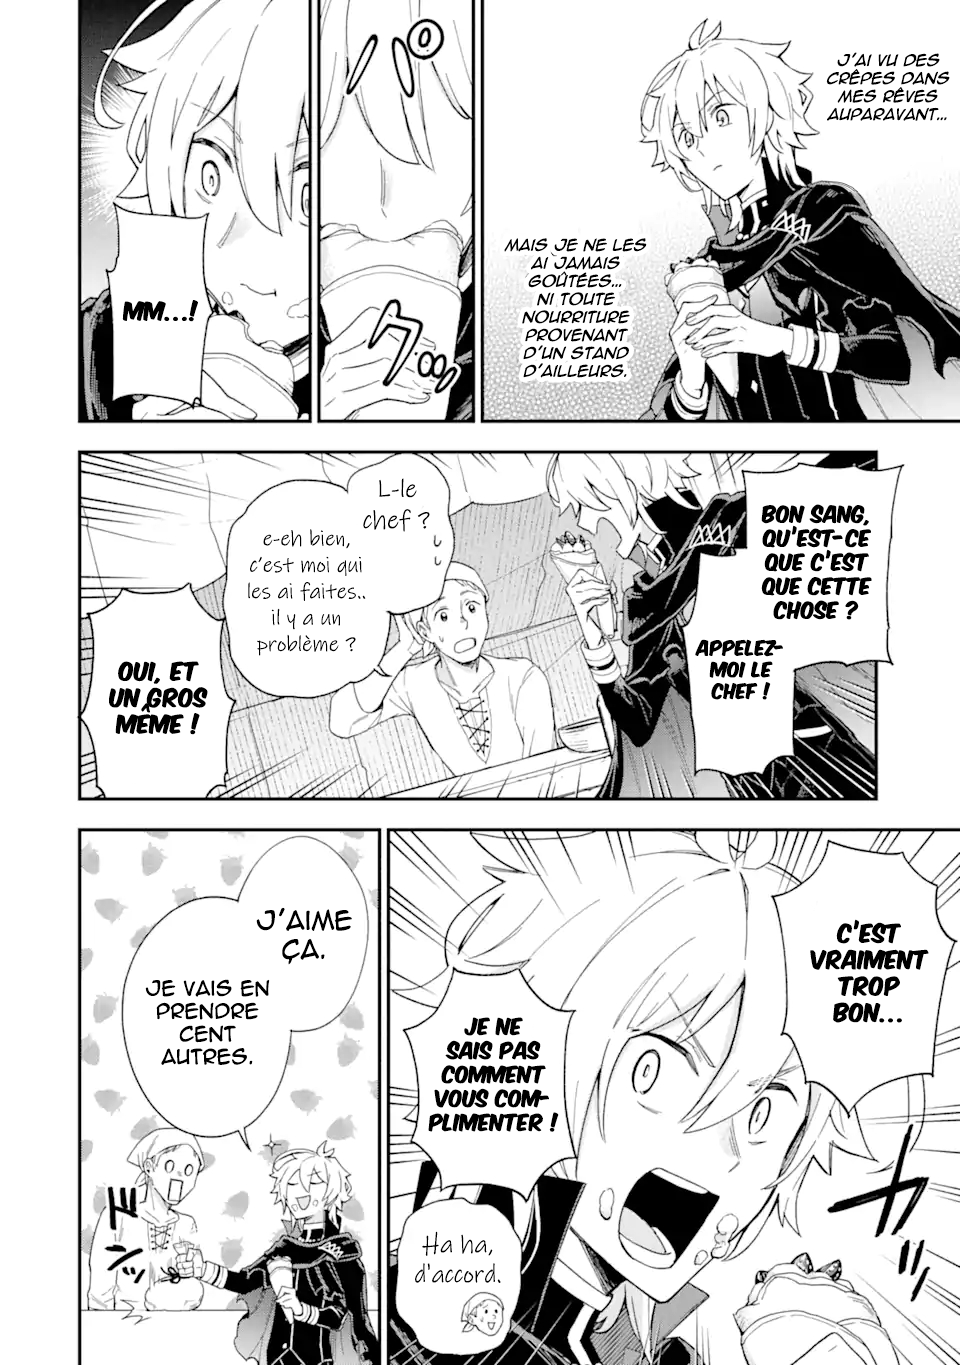 J'AI VU DES
CRÊPES DANS
MES RÊVES
AUPARAVANT...
MAIS JE NE LES
AI JAMAIS
GOÛTÉES...
NI TOUTE
NOURRITURE
PROVENANT
D'UN STAND
D'AILLEURS.
パ
ク...ッ
MM...!
BON SANG,
QU'EST-CE
QUE C'EST
QUE CETTE
CHOSE ?
APPELEZ-
MOI LE
CHEF !
L-le
chef ?
e-eh bien,
c'est moi qui
les ai faites..
il y a un
problème ?
OUI, ET
UN GROS
MÊME !
C'EST
VRAIMENT
TROP
BON...
JE NE
SAIS PAS
COMMENT
VOUS COM-
PLIMENTER !
Ha ha,
d'accord.
J'AIME
ÇA.
JE VAIS EN
PRENDRE
CENT
AUTRES.
ドッ